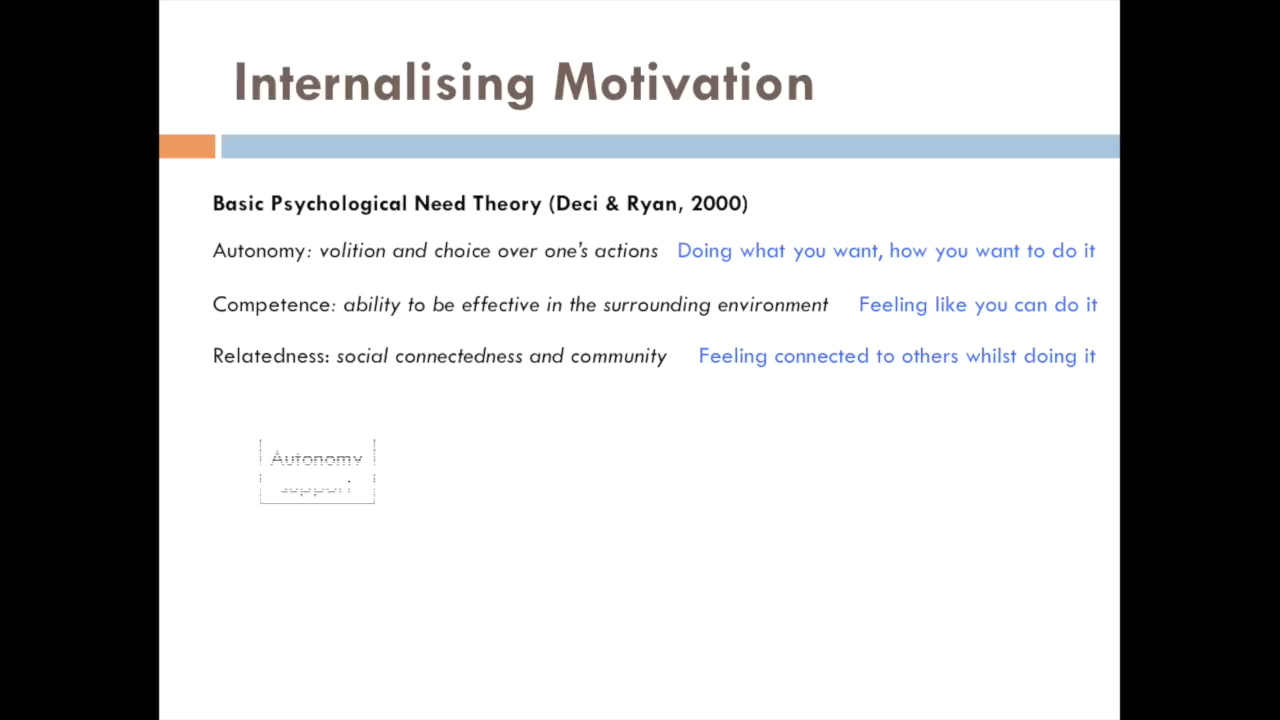 Internalising Motivation
Basic Psychological Need Theory (Deci & Ryan, 2000)
Autonomy: volition and choice over one's actions Doing what you want, how you want to do it
Competence: ability to be effective in the surrounding environment Feeling like you can do it
Relatedness: social connectedness and community Feeling connected to others whilst doing it
Autonomy
support